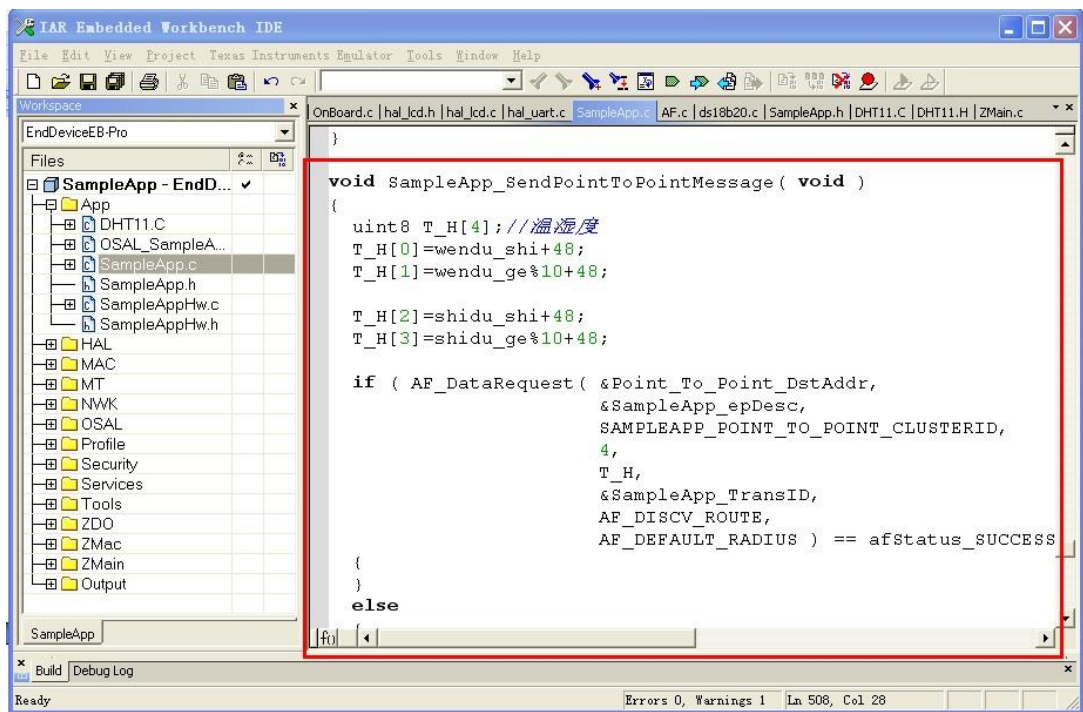 IAR Embedded Workbench IDE
File Edit View Project Texas Instruments Emulator Tools Window Help
Workspace
EndDeviceEB-Pro
Files
SampleApp - EndD...
App
DHT11.C
OSAL_SampleA...
SampleApp.c
SampleApp.h
SampleAppHw.c
SampleAppHw.h
HAL
MAC
MT
NWK
OSAL
Profile
Security
Services
Tools
ZDO
ZMac
ZMain
Output
SampleApp
OnBoard.c | hal_lcd.h | hal_lcd.c | hal_uart.c SampleApp.c AF.c | ds18b20.c | SampleApp.h | DHT11.C | DHT11.H | ZMain.c
}
void SampleApp_SendPointToPointMessage( void )
{
uint8 T_H[4];//温湿度
T_H[0]=wendu_shi+48;
T_H[1]=wendu_ge%10+48;
T_H[2]=shidu_shi+48;
T_H[3]=shidu_ge%10+48;
if ( AF_DataRequest( &Point_To_Point_DstAddr,
&SampleApp_epDesc,
SAMPLEAPP_POINT_TO_POINT_CLUSTERID,
4,
T_H,
&SampleApp_TransID,
AF_DISCV_ROUTE,
AF_DEFAULT_RADIUS ) == afStatus_SUCCESS
{
}
else
{
f()
Build Debug Log
Ready
Errors 0, Warnings 1
Ln 508, Col 28